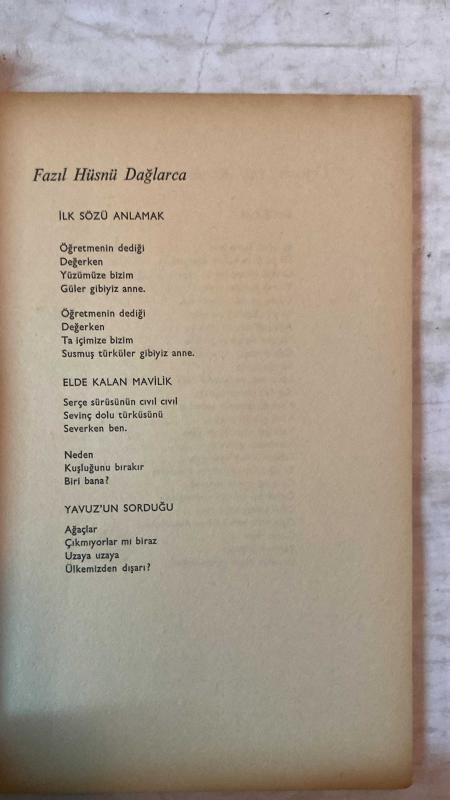 Fazıl Hüsnü Dağlarca
İLK SÖZÜ ANLAMAK
Öğretmenin dediği
Değerken
Yüzümüze bizim
Güler gibiyiz anne.
Öğretmenin dediği
Değerken
Ta içimize bizim
Susmuş türküler gibiyiz anne.
ELDE KALAN MAVİLİK
Serçe sürüsünün cıvıl cıvıl
Sevinç dolu türküsünü
Severken ben.
Neden
Kuşluğunu bırakır
Biri bana?
YAVUZ'UN SORDUĞU
Ağaçlar
Çıkmıyorlar mı biraz
Uzaya uzaya
Ülkemizden dışarı?